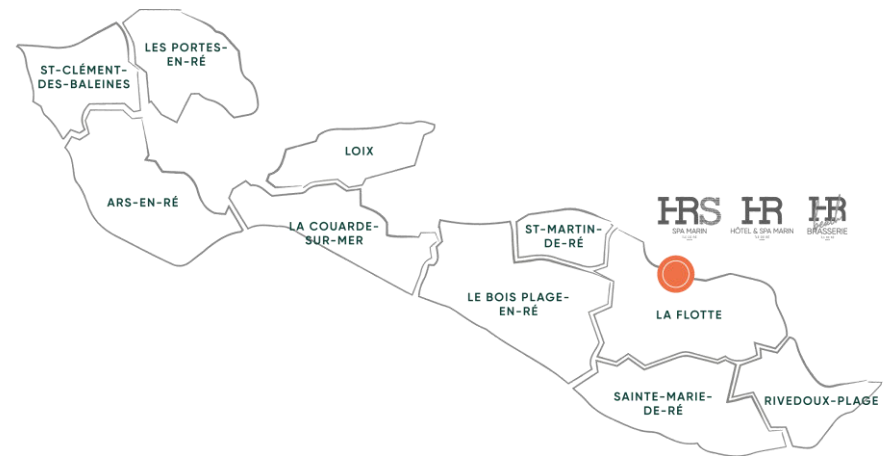 LES PORTES-
EN-RÉ
ST-CLÉMENT-
DES-BALEINES
LOIX
ARS-EN-RÉ
LA COUARDE-
SUR-MER
ST-MARTIN-
DE-RÉ
HRS
SPA MARIN
HR
HÔTEL & SPA MARIN
HR
BRASSERIE
LE BOIS PLAGE-
EN-RÉ
LA FLOTTE
SAINTE-MARIE-
DE-RÉ
RIVEDOUX-PLAGE